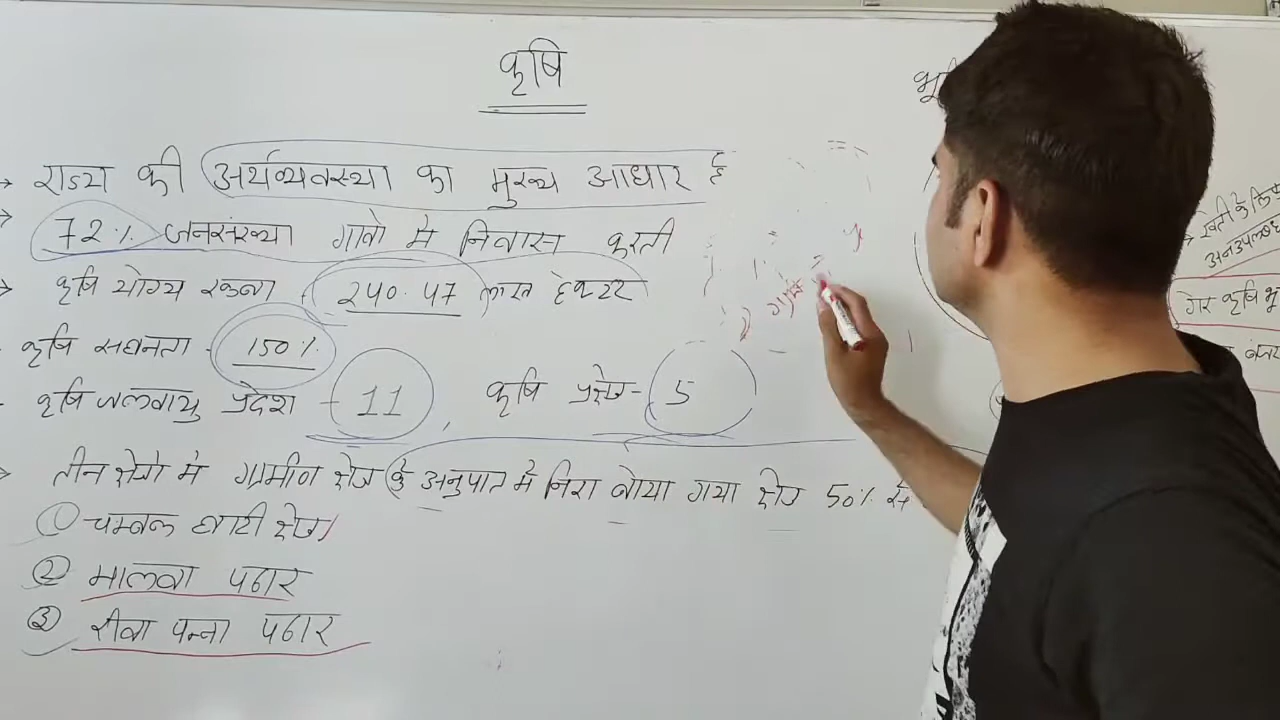 कृषि
राज्य की अर्थव्यवस्था का मुख्य आधार है
72% जनसंख्या गावो मे निवास करती
कृषि योग्य रकबा 240.47 लाख हेक्टर
कृषि सघनता - 150%
कृषि जलवायु प्रदेश - 11 कृषि प्रक्षेत्र - 5
तीन क्षेत्रो मे ग्रामीण क्षेत्र के अनुपात मे निरा बोया गया क्षेत्र 50% से
① चम्बल घाटी क्षेत्र
② मालवा पठार
③ रीवा पन्ना पठार
खेती के लिए
अनउपलब्ध
गैर कृषि भू